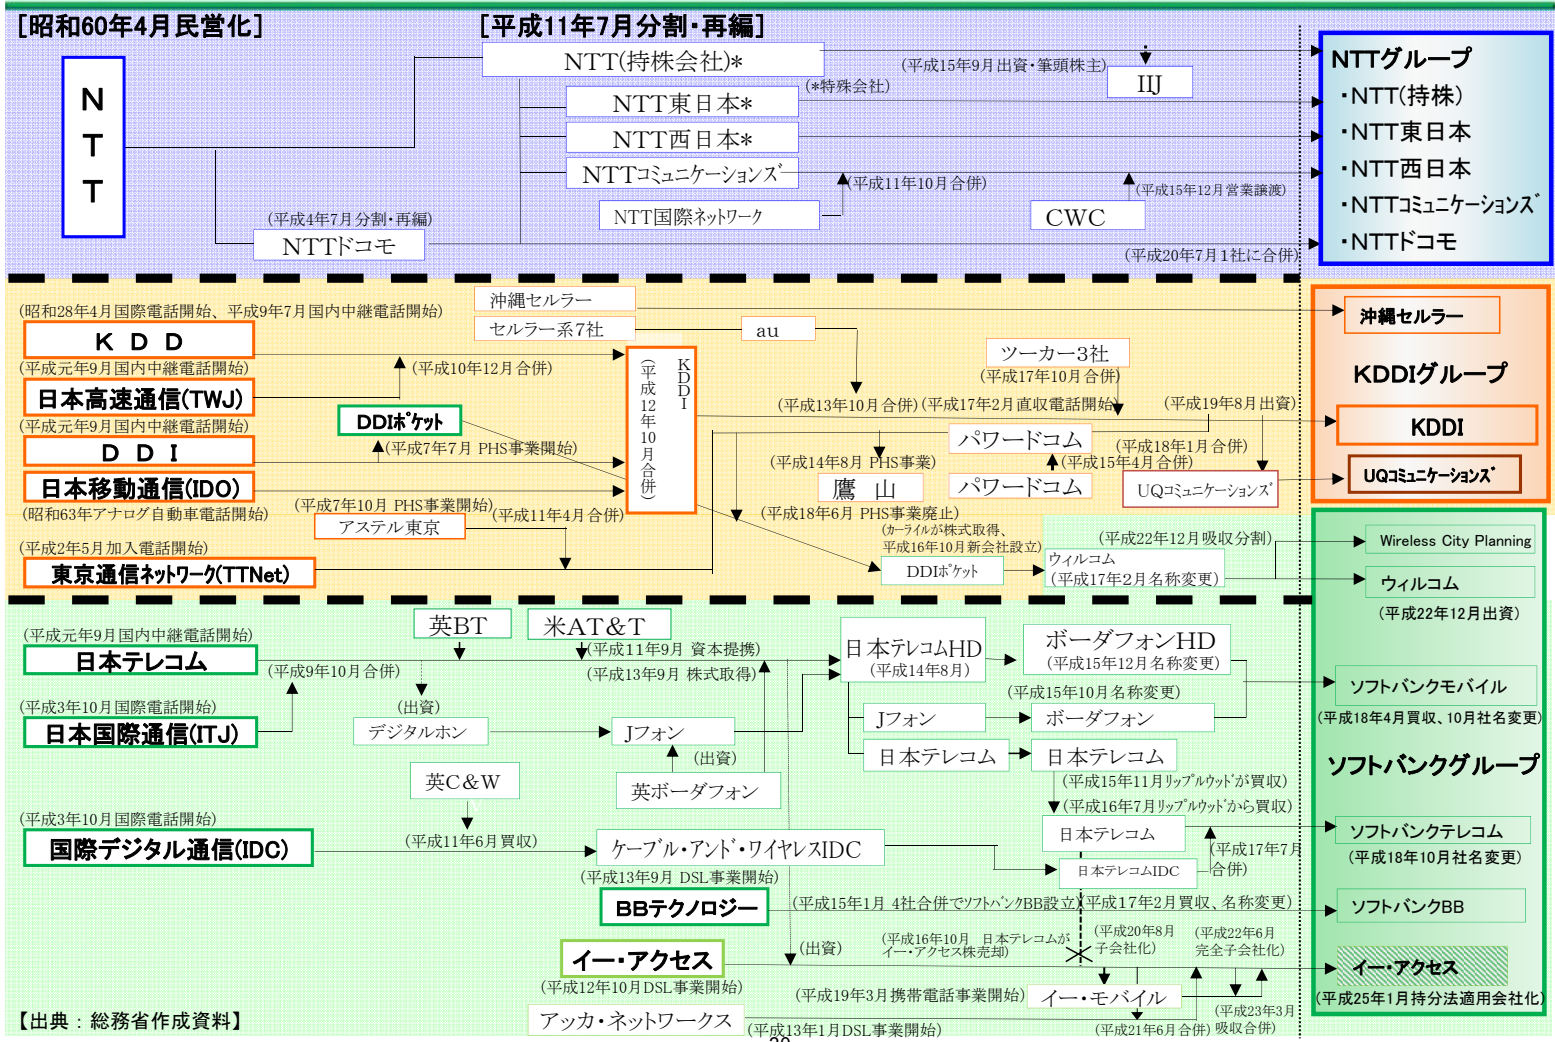 ［昭和60年4月民営化］
［平成11年7月分割・再編］
NTT
NTT(持株会社)*
(平成15年9月出資・筆頭株主)
IIJ
(*特殊会社)
NTT東日本*
NTT西日本*
NTTコミュニケーションズ
(平成11年10月合併)
(平成15年12月営業譲渡)
NTT国際ネットワーク
CWC
(平成4年7月分割・再編)
NTTドコモ
(平成20年7月1社に合併)
NTTグループ
・NTT(持株)
・NTT東日本
・NTT西日本
・NTTコミュニケーションズ
・NTTドコモ
(昭和28年4月国際電話開始、平成9年7月国内中継電話開始)
ＫＤＤ
沖縄セルラー
セルラー系7社
au
(平成元年9月国内中継電話開始)
(平成10年12月合併)
日本高速通信(TWJ)
ツーカー3社
(平成17年10月合併)
DDIポケット
(平成13年10月合併)
(平成17年2月直収電話開始)
(平成19年8月出資)
(平成元年9月国内中継電話開始)
ＤＤＩ
(平成7年7月 PHS事業開始)
KDDI
(平成12年10月合併)
パワードコム
(平成18年1月合併)
(平成14年8月 PHS事業)
(平成15年4月合併)
日本移動通信(IDO)
鷹山
パワードコム
UQコミュニケーションズ
(平成7年10月 PHS事業開始)
(昭和63年アナログ自動車電話開始)
アステル東京
(平成11年4月合併)
(平成18年6月 PHS事業廃止)
(カーライルが株式取得、
平成16年10月新会社設立)
(平成2年5月加入電話開始)
東京通信ネットワーク(TTNet)
DDIポケット
ウィルコム
(平成17年2月名称変更)
(平成22年12月吸収分割)
沖縄セルラー
KDDIグループ
KDDI
UQコミュニケーションズ
Wireless City Planning
ウィルコム
(平成22年12月出資)
英BT
米AT&T
(平成元年9月国内中継電話開始)
日本テレコム
(平成9年10月合併)
(平成11年9月 資本提携)
(平成13年9月 株式取得)
日本テレコムHD
(平成14年8月)
ボーダフォンHD
(平成15年12月名称変更)
(平成15年10月名称変更)
(出資)
(平成3年10月国際電話開始)
日本国際通信(ITJ)
デジタルホン
Jフォン
(出資)
Jフォン
ボーダフォン
日本テレコム
日本テレコム
英C&W
英ボーダフォン
(平成15年11月リップルウッドが買収)
(平成16年7月リップルウッドから買収)
(平成3年10月国際電話開始)
国際デジタル通信(IDC)
(平成11年6月買収)
ケーブル・アンド・ワイヤレスIDC
日本テレコム
日本テレコムIDC
(平成17年7月
合併)
(平成13年9月 DSL事業開始)
BBテクノロジー
(平成15年1月 4社合併でソフトバンクBB設立)
(平成17年2月買収、名称変更)
(出資)
(平成16年10月　日本テレコムが
イー・アクセス株売却)
(平成20年8月
子会社化)
(平成22年6月
完全子会社化)
イー・アクセス
(平成12年10月DSL事業開始)
(平成19年3月携帯電話事業開始)
イー・モバイル
アッカ・ネットワークス
(平成13年1月DSL事業開始)
(平成21年6月合併)
(平成23年3月
吸収合併)
ソフトバンクモバイル
(平成18年4月買収、10月社名変更)
ソフトバンクグループ
ソフトバンクテレコム
(平成18年10月社名変更)
ソフトバンクBB
イー・アクセス
(平成25年1月持分法適用会社化)
【出典：総務省作成資料】